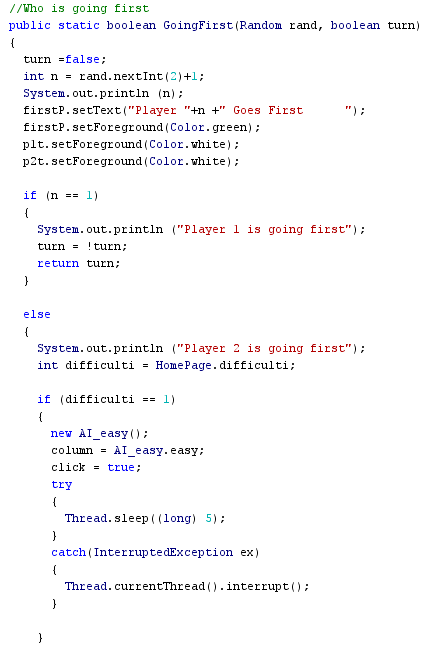 //Who is going first
public static boolean GoingFirst(Random rand, boolean turn)
{
turn =false;
int n = rand.nextInt(2)+1;
System.out.println (n);
firstP.setText("Player "+n +" Goes First      ");
firstP.setForeground(Color.green);
plt.setForeground(Color.white);
p2t.setForeground(Color.white);
if (n == 1)
{
System.out.println ("Player 1 is going first");
turn = !turn;
return turn;
}
else
{
System.out.println ("Player 2 is going first");
int difficulti = HomePage.difficulti;
if (difficulti == 1)
{
new AI_easy();
column = AI_easy.easy;
click = true;
try
{
Thread.sleep((long) 5);
}
catch(InterruptedException ex)
{
Thread.currentThread().interrupt();
}
}